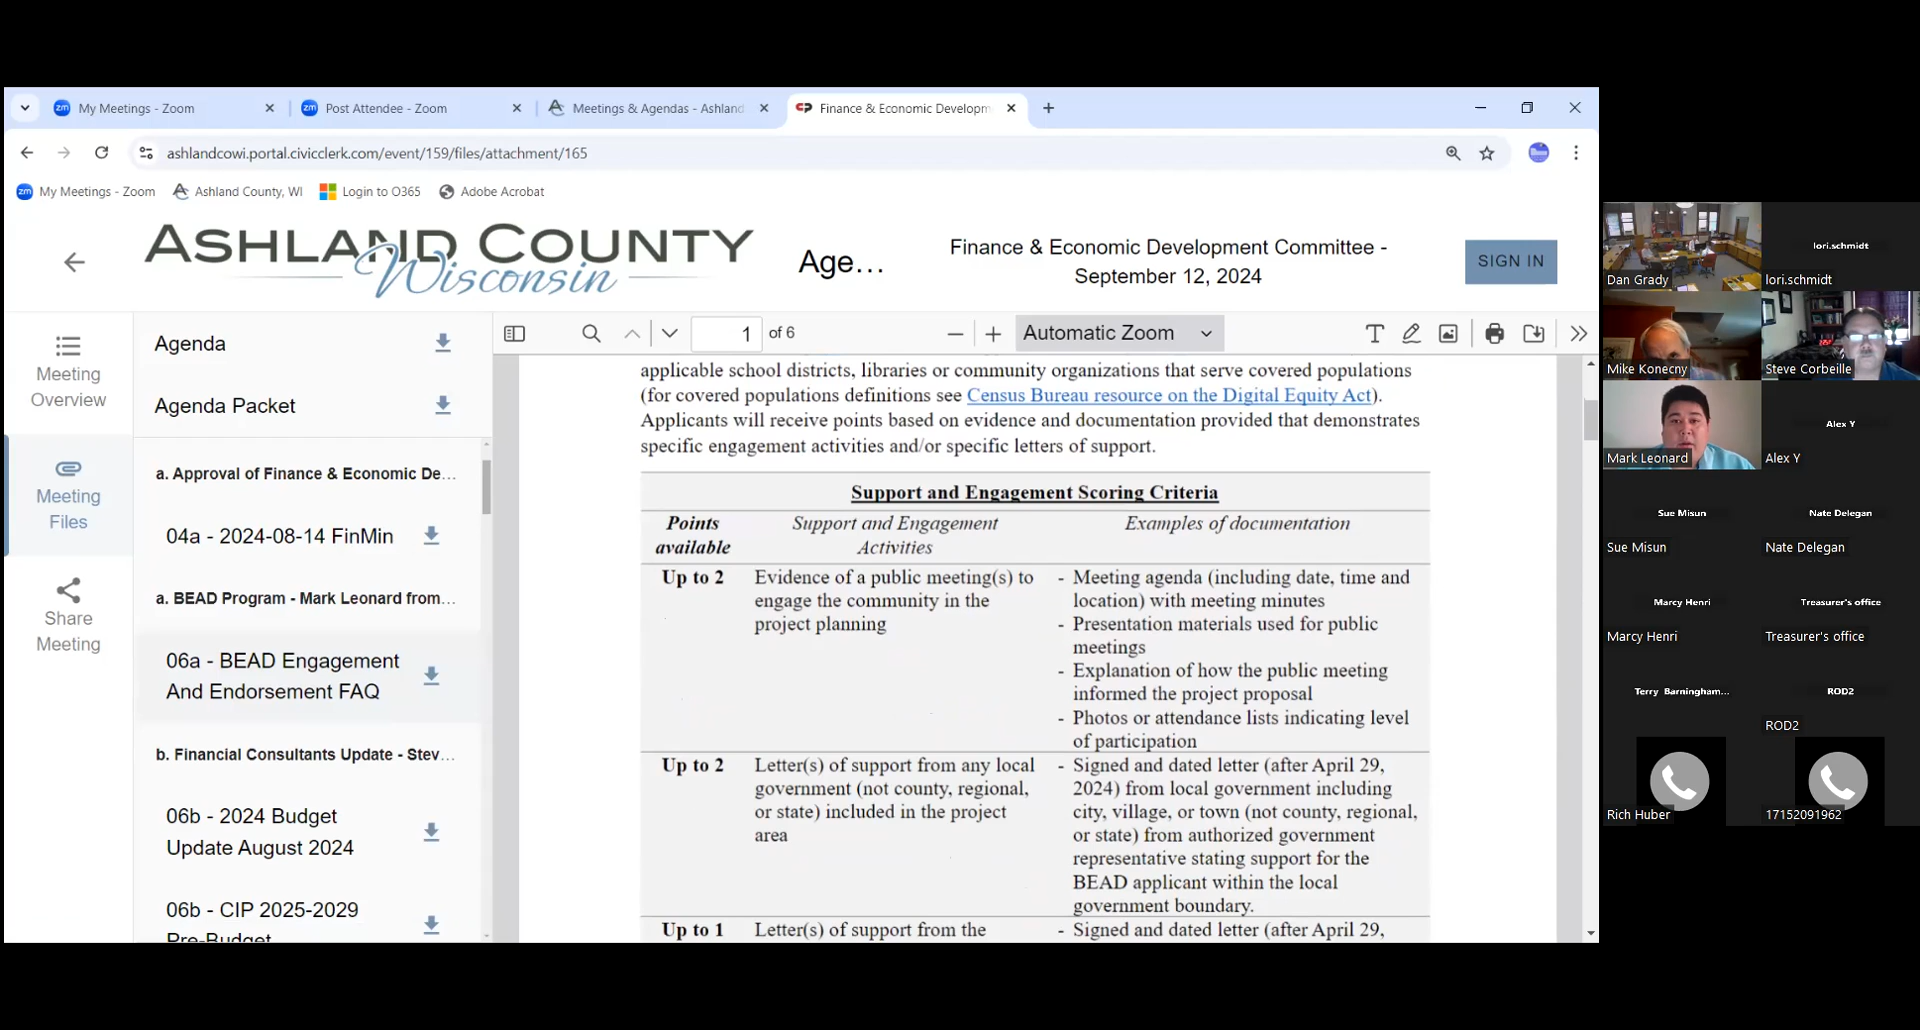 My Meetings - Zoom
Post Attendee - Zoom
Meetings & Agendas - Ashland
Finance & Economic Developm
ashlandcowi.portal.civicclerk.com/event/159/files/attachment/165
zm My Meetings - Zoom
Ashland County, WI
Login to O365
Adobe Acrobat
ASHLAND COUNTY
Wisconsin
Age...
Finance & Economic Development Committee -
September 12, 2024
SIGN IN
Meeting
Overview
Meeting
Files
Share
Meeting
Agenda
Agenda Packet
a. Approval of Finance & Economic De...
04a - 2024-08-14 FinMin
a. BEAD Program - Mark Leonard from...
06a - BEAD Engagement
And Endorsement FAQ
b. Financial Consultants Update - Stev...
06b - 2024 Budget
Update August 2024
06b - CIP 2025-2029
Pre-Budget
1 of 6
Automatic Zoom
applicable school districts, libraries or community organizations that serve covered populations
(for covered populations definitions see Census Bureau resource on the Digital Equity Act).
Applicants will receive points based on evidence and documentation provided that demonstrates
specific engagement activities and/or specific letters of support.
Support and Engagement Scoring Criteria
Points
available
Support and Engagement
Activities
Examples of documentation
Up to 2
Evidence of a public meeting(s) to
engage the community in the
project planning
- Meeting agenda (including date, time and
location) with meeting minutes
- Presentation materials used for public
meetings
- Explanation of how the public meeting
informed the project proposal
- Photos or attendance lists indicating level
of participation
Up to 2
Letter(s) of support from any local
government (not county, regional,
or state) included in the project
area
- Signed and dated letter (after April 29,
2024) from local government including
city, village, or town (not county, regional,
or state) from authorized government
representative stating support for the
BEAD applicant within the local
government boundary.
Up to 1
Letter(s) of support from the
- Signed and dated letter (after April 29,
Dan Grady
lori.schmidt
lori.schmidt
Mike Konecny
Steve Corbeille
Mark Leonard
Alex Y
Alex Y
Sue Misun
Sue Misun
Nate Delegan
Nate Delegan
Marcy Henri
Marcy Henri
Treasurer's office
Treasurer's office
Terry Barningham...
ROD2
ROD2
Rich Huber
17152091962